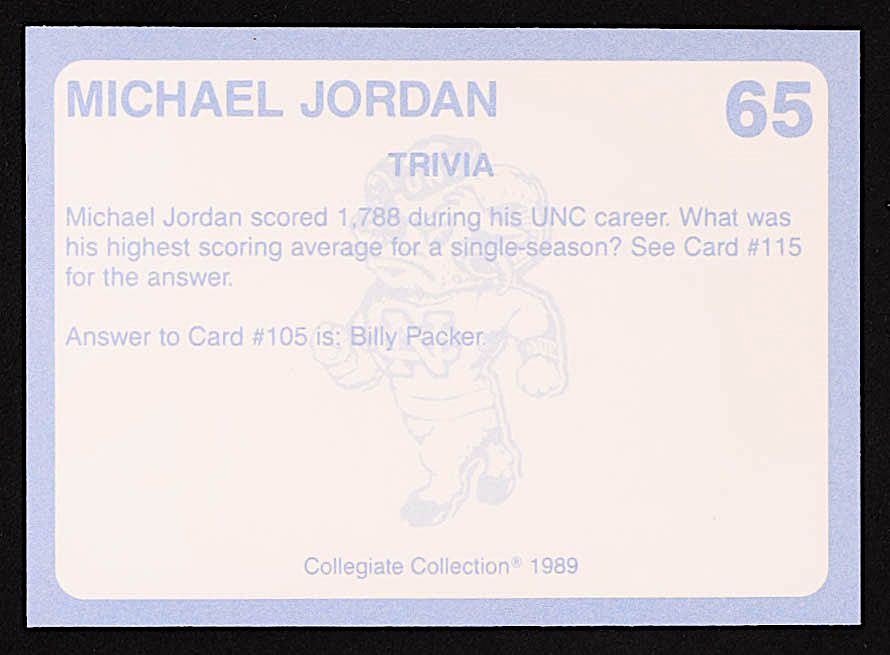 MICHAEL JORDAN
65
TRIVIA
Michael Jordan scored 1,788 during his UNC career. What was
his highest scoring average for a single-season? See Card #115
for the answer.
Answer to Card #105 is: Billy Packer.
Collegiate Collection® 1989